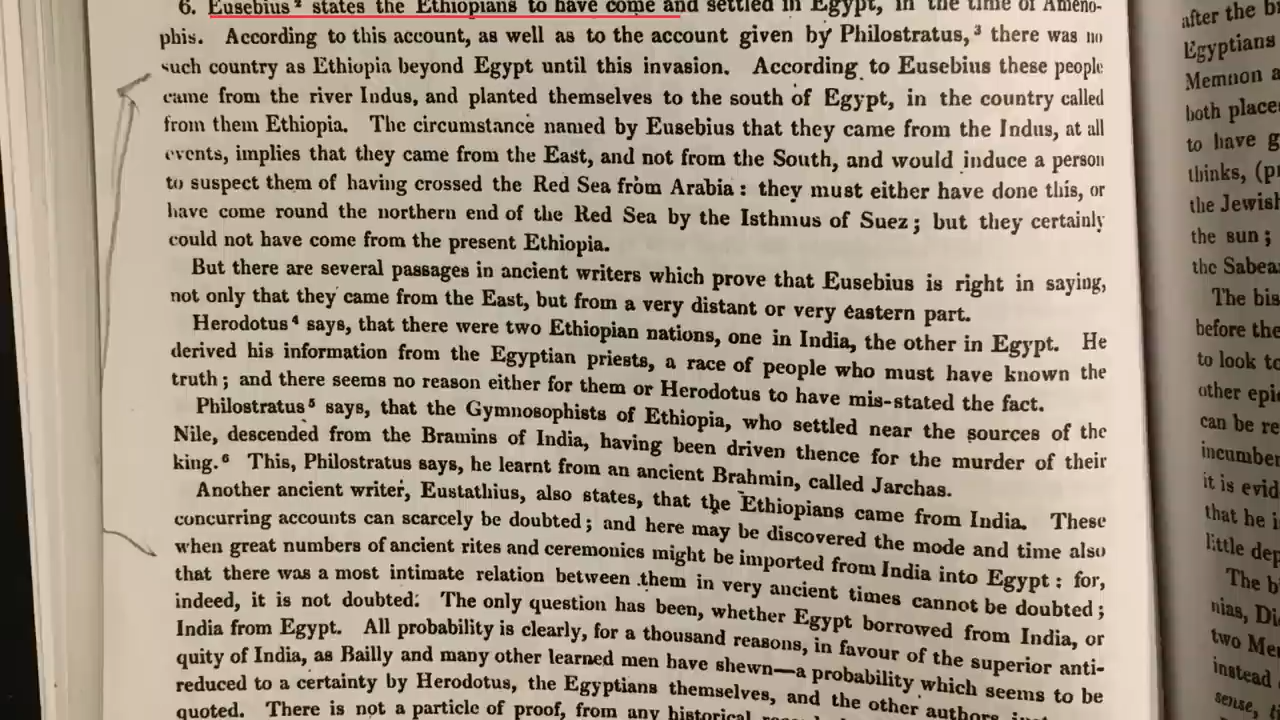 6. Eusebius² states the Ethiopians to have come and settled in Egypt, in the time of Ameno-
phis. According to this account, as well as to the account given by Philostratus,³ there was no
such country as Ethiopia beyond Egypt until this invasion. According to Eusebius these people
came from the river Indus, and planted themselves to the south of Egypt, in the country called
from them Ethiopia. The circumstance named by Eusebius that they came from the Indus, at all
events, implies that they came from the East, and not from the South, and would induce a person
to suspect them of having crossed the Red Sea from Arabia: they must either have done this, or
have come round the northern end of the Red Sea by the Isthmus of Suez; but they certainly
could not have come from the present Ethiopia.
But there are several passages in ancient writers which prove that Eusebius is right in saying,
not only that they came from the East, but from a very distant or very eastern part.
Herodotus⁴ says, that there were two Ethiopian nations, one in India, the other in Egypt. He
derived his information from the Egyptian priests, a race of people who must have known the
truth; and there seems no reason either for them or Herodotus to have mis-stated the fact.
Philostratus⁵ says, that the Gymnosophists of Ethiopia, who settled near the sources of the
Nile, descended from the Bramins of India, having been driven thence for the murder of their
king.⁶ This, Philostratus says, he learnt from an ancient Brahmin, called Jarchas.
Another ancient writer, Eustathius, also states, that the Ethiopians came from India. These
concurring accounts can scarcely be doubted; and here may be discovered the mode and time also
when great numbers of ancient rites and ceremonies might be imported from India into Egypt: for,
that there was a most intimate relation between them in very ancient times cannot be doubted;
indeed, it is not doubted. The only question has been, whether Egypt borrowed from India, or
India from Egypt. All probability is clearly, for a thousand reasons, in favour of the superior anti-
quity of India, as Bailly and many other learned men have shewn—a probability which seems to be
reduced to a certainty by Herodotus, the Egyptians themselves, and the other authors
quoted. There is not a particle of proof, from any historical
after the
Egyptians
Memnon
both place
to have
thinks,
the Jewish
the sun;
the
The
before the
to look to
other
can be
it is
that he
little
The
two
instead
sense,